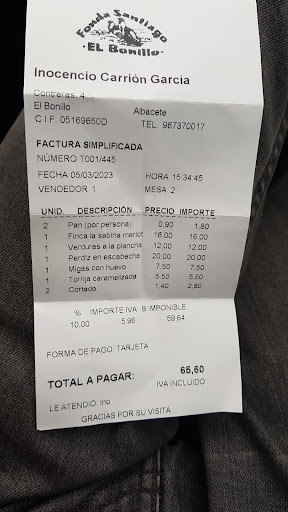 Fonda Santiago
· EL Bonillo ·
Inocencio Carrión Garcia
Contreras, 4
El Bonillo Albacete
C.I.F. 05169650D TEL. 967370017
FACTURA SIMPLIFICADA
NÚMERO T001/445
FECHA 05/03/2023 HORA 15:34:45
VENDEDOR 1 MESA 2
UNID. DESCRIPCIÓN PRECIO IMPORTE
2 Pan (por persona) 0,90 1,80
1 Finca la sabina merlot 16,00 16,00
1 Verduras a la plancha 12,00 12,00
1 Perdiz en escabeche 20,00 20,00
1 Migas con huevo 7,50 7,50
1 Torrija caramelizada 5,50 5,50
2 Cortado 1,40 2,80
% IMPORTE IVA B.IMPONIBLE
10,00 5,96 59,64
FORMA DE PAGO: TARJETA
TOTAL A PAGAR: 65,60
IVA INCLUIDO
LE ATENDIÓ: Ino
GRACIAS POR SU VISITA